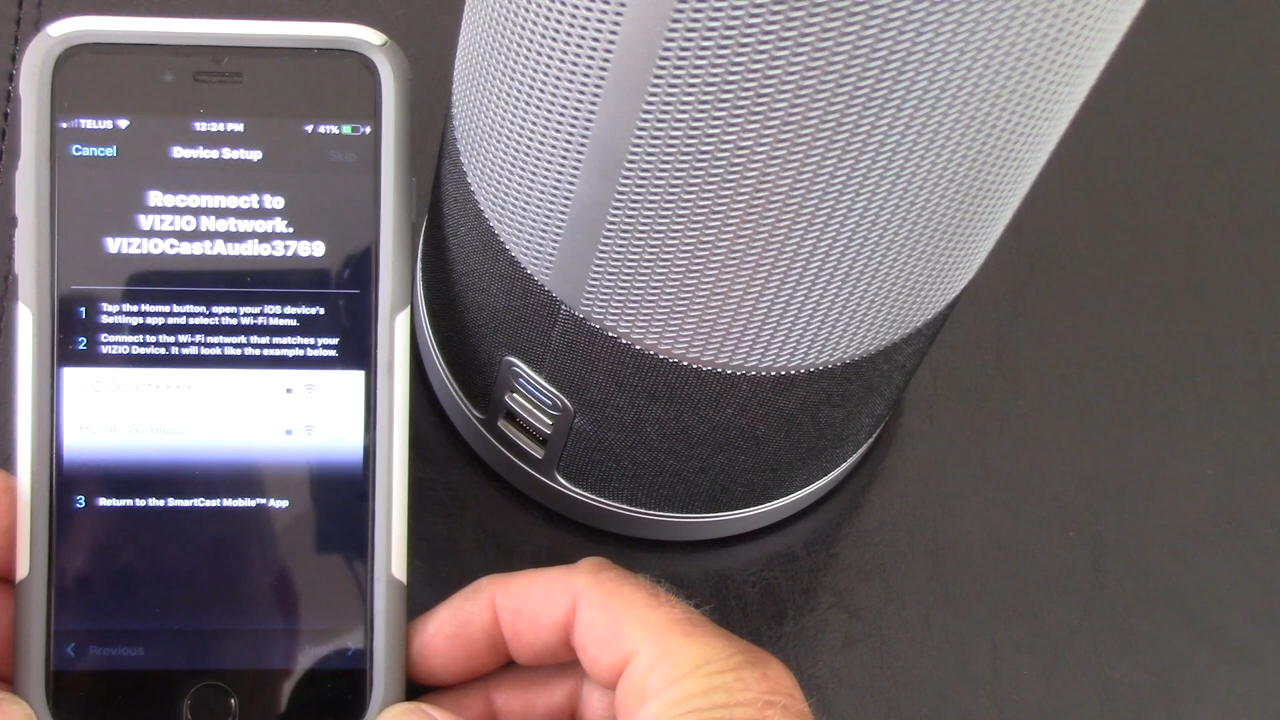 TELUS 12:24 PM 41%
Cancel Device Setup Skip
Reconnect to
VIZIO Network.
VIZIOCastAudio3769
1 Tap the Home button, open your iOS device's
Settings app and select the Wi-Fi Menu.
2 Connect to the Wi-Fi network that matches your
VIZIO Device. It will look like the example below.
Home Wireless
3 Return to the SmartCast Mobile™ App
Previous Next